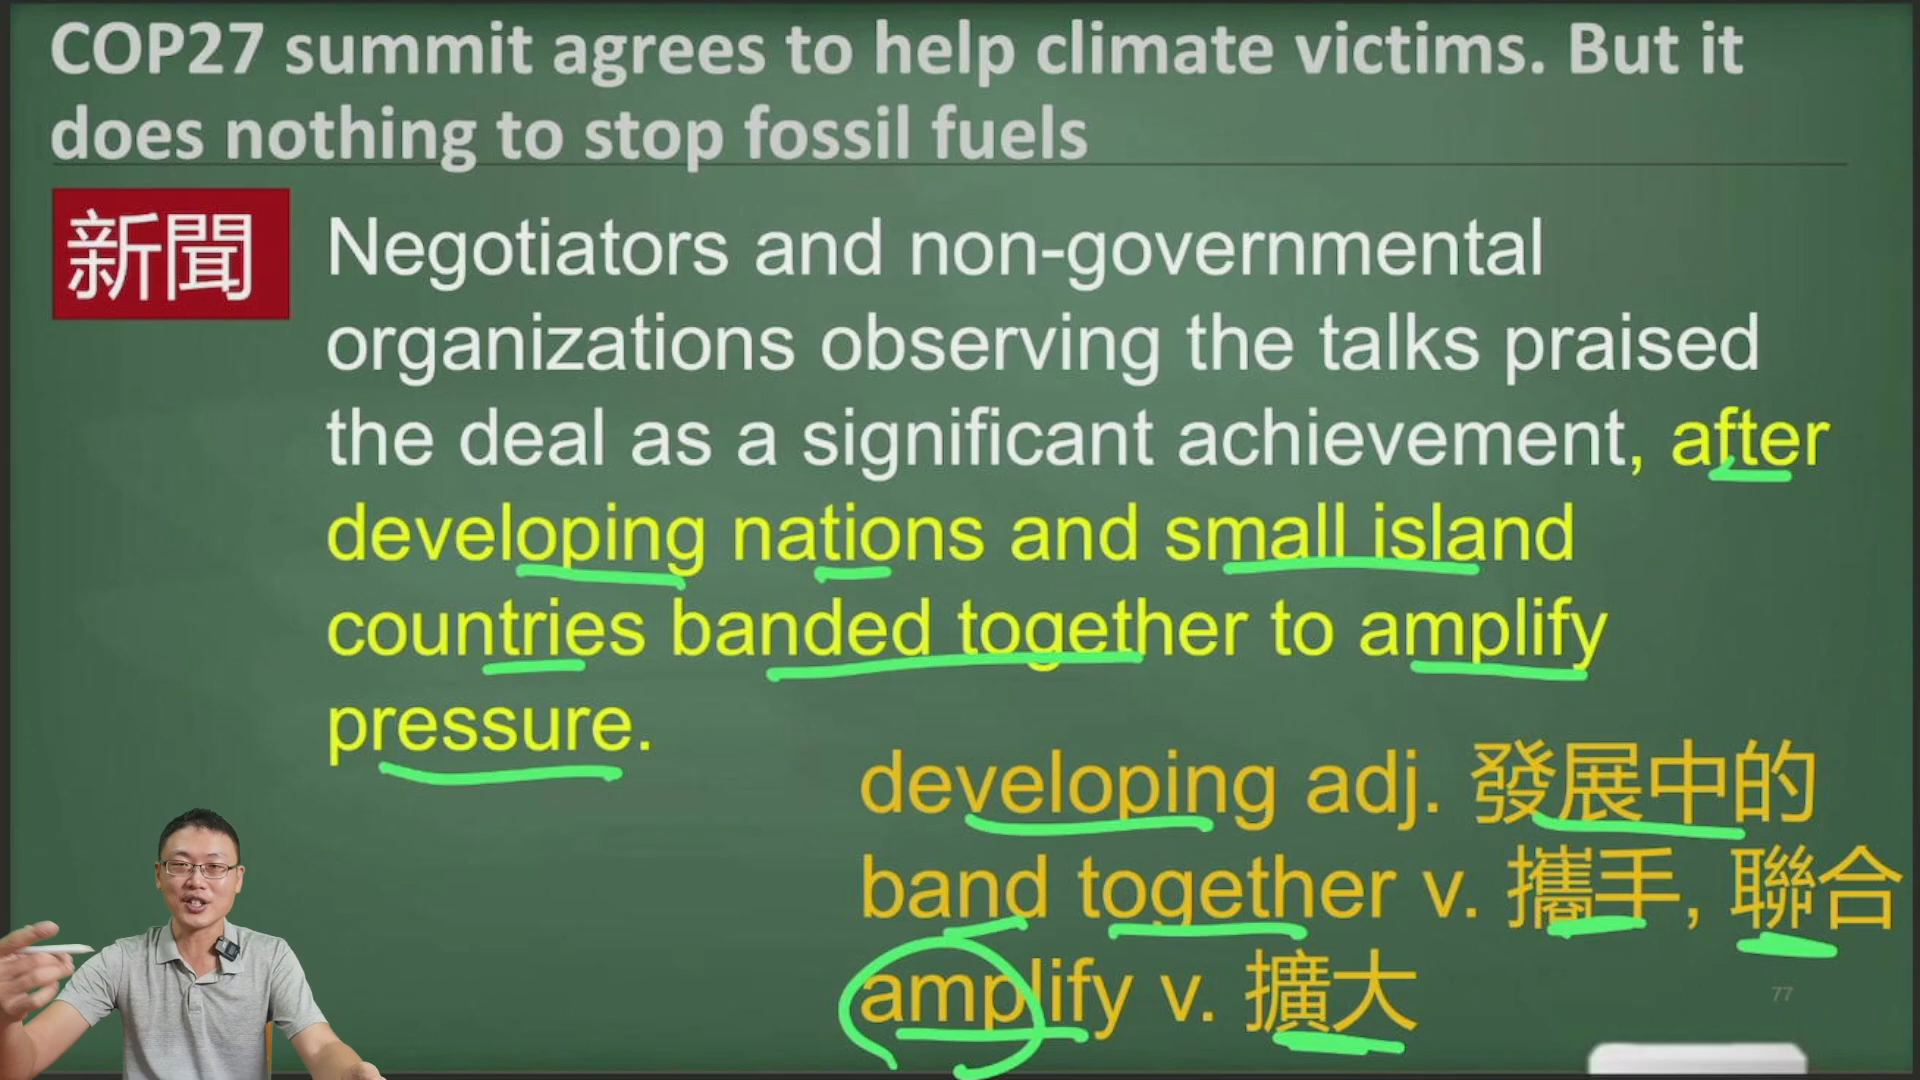 COP27 summit agrees to help climate victims. But it
does nothing to stop fossil fuels
新聞
Negotiators and non-governmental
organizations observing the talks praised
the deal as a significant achievement, after
developing nations and small island
countries banded together to amplify
pressure.
developing adj. 發展中的
band together v. 攜手, 聯合
amplify v. 擴大
77